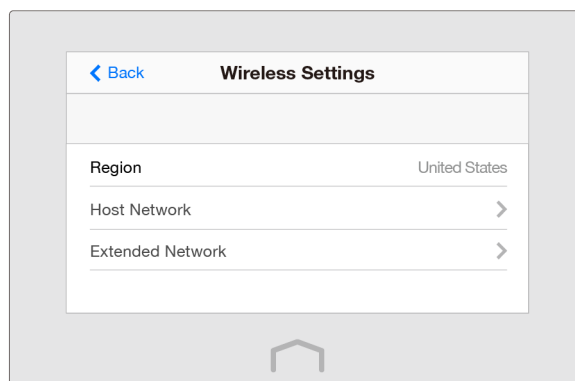 Back Wireless Settings
Region United States
Host Network
Extended Network